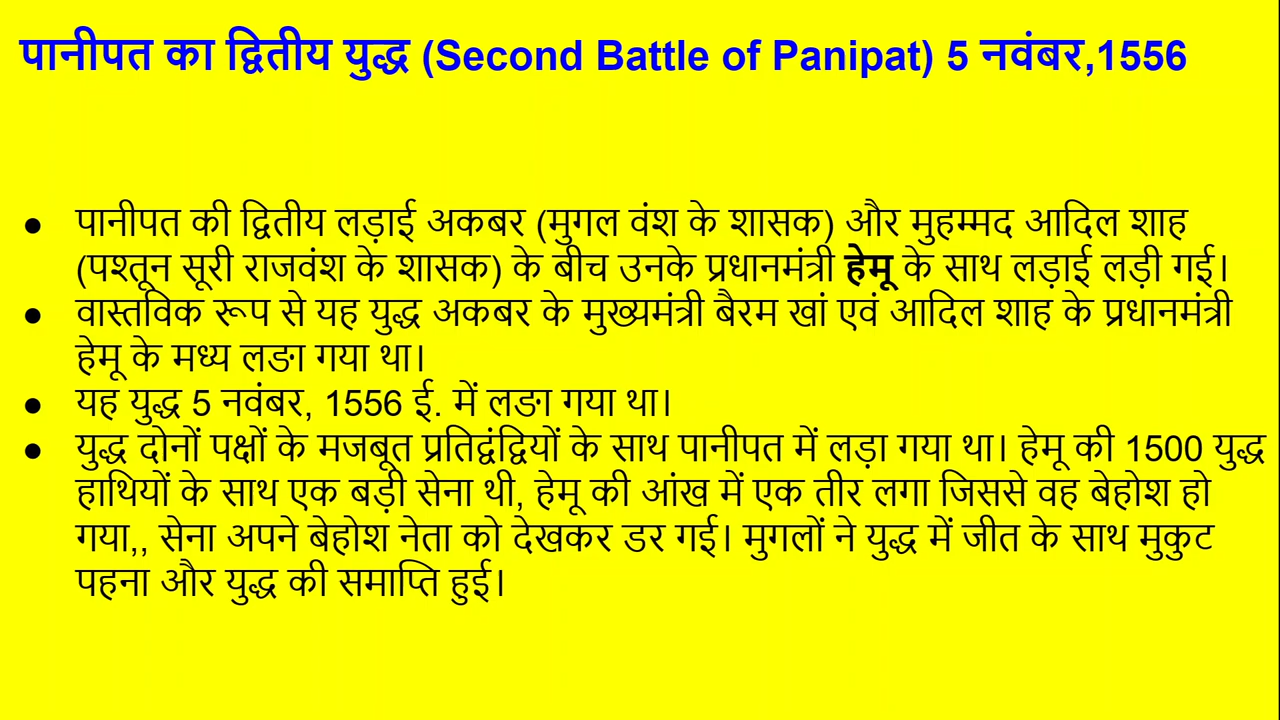 पानीपत का द्वितीय युद्ध (Second Battle of Panipat) 5 नवंबर,1556
● पानीपत की द्वितीय लड़ाई अकबर (मुगल वंश के शासक) और मुहम्मद आदिल शाह
(पश्तून सूरी राजवंश के शासक) के बीच उनके प्रधानमंत्री हेमू के साथ लड़ाई लड़ी गई।
● वास्तविक रूप से यह युद्ध अकबर के मुख्यमंत्री बैरम खां एवं आदिल शाह के प्रधानमंत्री
हेमू के मध्य लङा गया था।
● यह युद्ध 5 नवंबर, 1556 ई. में लङा गया था।
● युद्ध दोनों पक्षों के मजबूत प्रतिद्वंद्वियों के साथ पानीपत में लड़ा गया था। हेमू की 1500 युद्ध
हाथियों के साथ एक बड़ी सेना थी, हेमू की आंख में एक तीर लगा जिससे वह बेहोश हो
गया,, सेना अपने बेहोश नेता को देखकर डर गई। मुगलों ने युद्ध में जीत के साथ मुकुट
पहना और युद्ध की समाप्ति हुई।